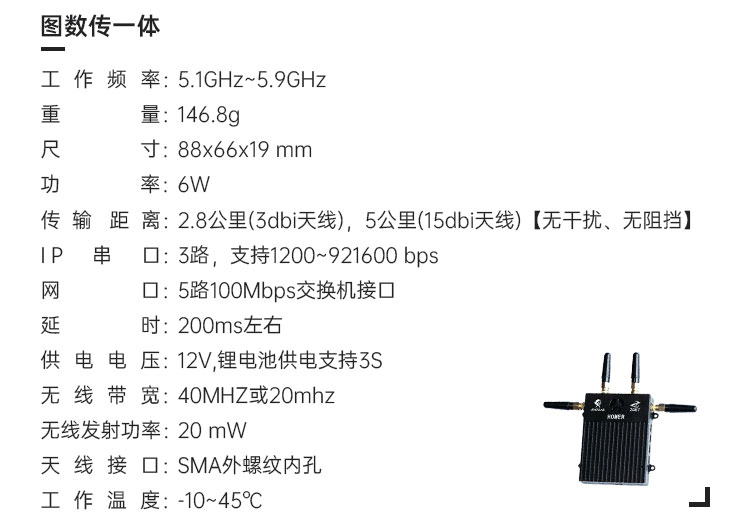 图数传一体
工作频率：5.1GHz~5.9GHz
重量：146.8g
尺寸：88x66x19 mm
功率：6W
传输距离：2.8公里(3dbi天线)，5公里(15dbi天线)【无干扰、无阻挡】
IP串口：3路，支持1200~921600 bps
网口：5路100Mbps交换机接口
延时：200ms左右
供电电压：12V,锂电池供电支持3S
无线带宽：40MHZ或20mhz
无线发射功率：20 mW
天线接口：SMA外螺纹内孔
工作温度：-10~45℃
HOMER